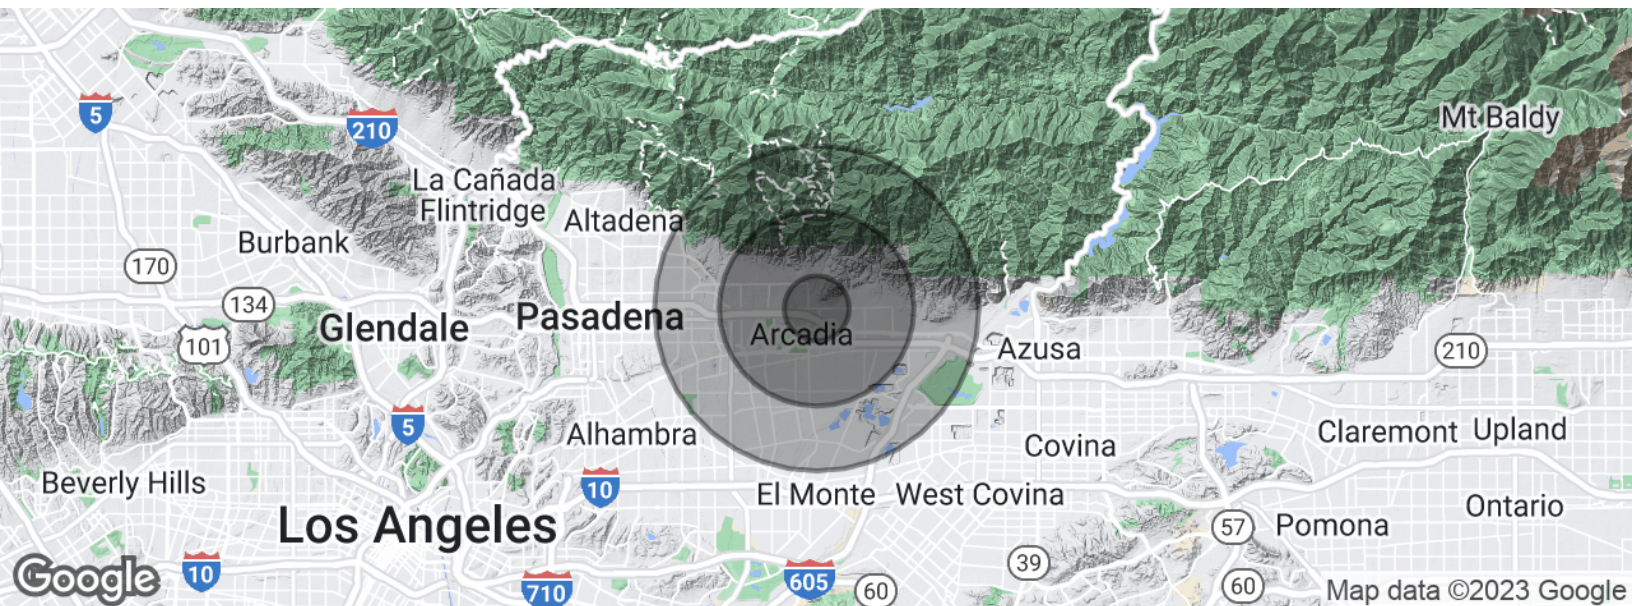 Mt Baldy
5
210
La Cañada
Flintridge
Altadena
Burbank
170
134
Pasadena
Glendale
101
Arcadia
Azusa
210
5
Alhambra
Covina
Claremont
Upland
Beverly Hills
10
El Monte
West Covina
Los Angeles
Ontario
57
Pomona
39
10
710
605
60
60
Google
Map data ©2023 Google